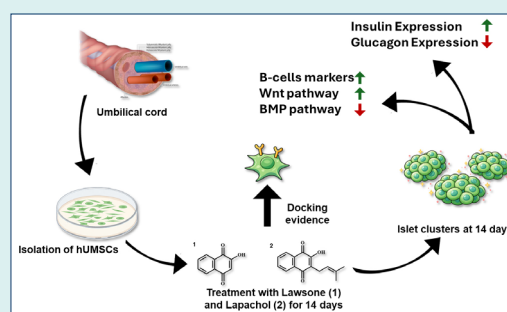 Insulin Expression
Glucagon Expression
B-cells markers
Wnt pathway
BMP pathway
Umbilical cord
Docking
evidence
Isolation of hUMSCs
Islet clusters at 14 day
1
OH
2
OH
Treatment with Lawsone (1)
and Lapachol (2) for 14 days